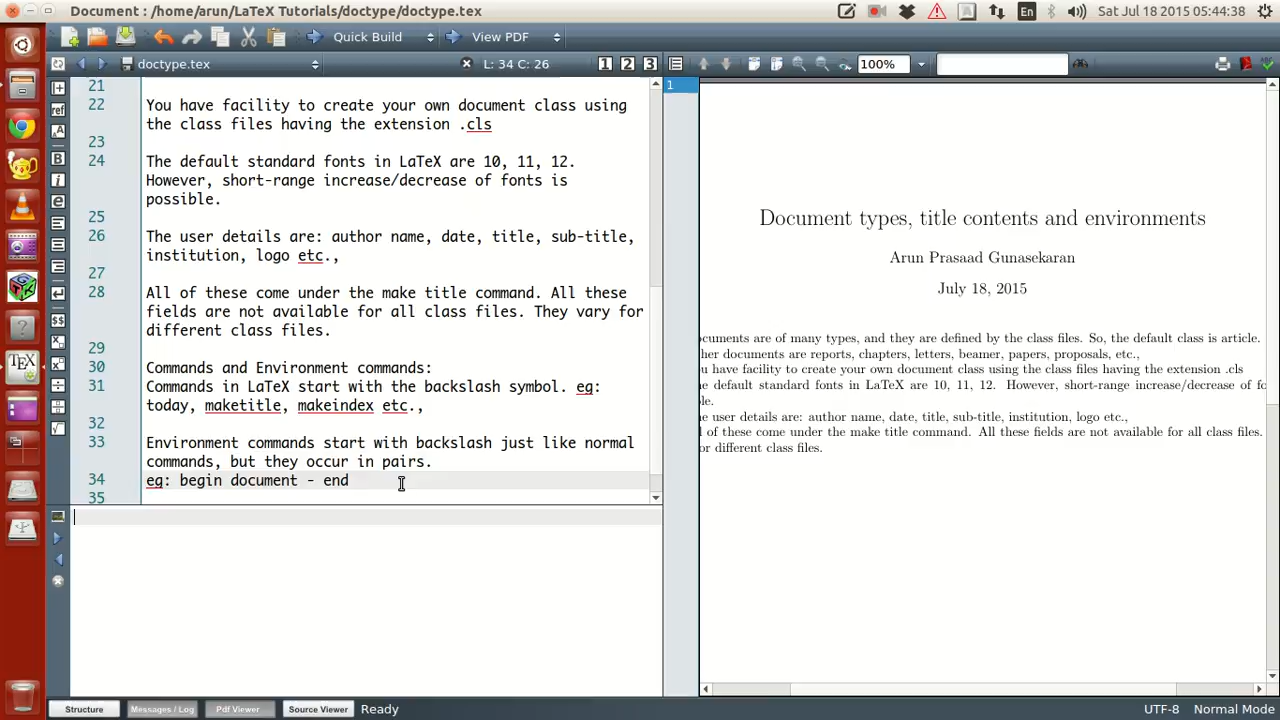 Document : /home/arun/LaTeX Tutorials/doctype/doctype.tex
En
Sat Jul 18 2015 05:44:38
Quick Build
View PDF
doctype.tex
L: 34 C: 26
1 2 3
100%
21
22 You have facility to create your own document class using
the class files having the extension .cls
23
24 The default standard fonts in LaTeX are 10, 11, 12.
However, short-range increase/decrease of fonts is
possible.
25
26 The user details are: author name, date, title, sub-title,
institution, logo etc.,
27
28 All of these come under the make title command. All these
fields are not available for all class files. They vary for
different class files.
29
30 Commands and Environment commands:
31 Commands in LaTeX start with the backslash symbol. eg:
today, maketitle, makeindex etc.,
32
33 Environment commands start with backslash just like normal
commands, but they occur in pairs.
34 eg: begin document - end
35
1
Document types, title contents and environments
Arun Prasaad Gunasekaran
July 18, 2015
ocuments are of many types, and they are defined by the class files. So, the default class is article.
her documents are reports, chapters, letters, beamer, papers, proposals, etc.,
u have facility to create your own document class using the class files having the extension .cls
e default standard fonts in LaTeX are 10, 11, 12. However, short-range increase/decrease of fo
le.
e user details are: author name, date, title, sub-title, institution, logo etc.,
l of these come under the make title command. All these fields are not available for all class files.
or different class files.
Structure
Messages / Log
Pdf Viewer
Source Viewer
Ready
UTF-8
Normal Mode